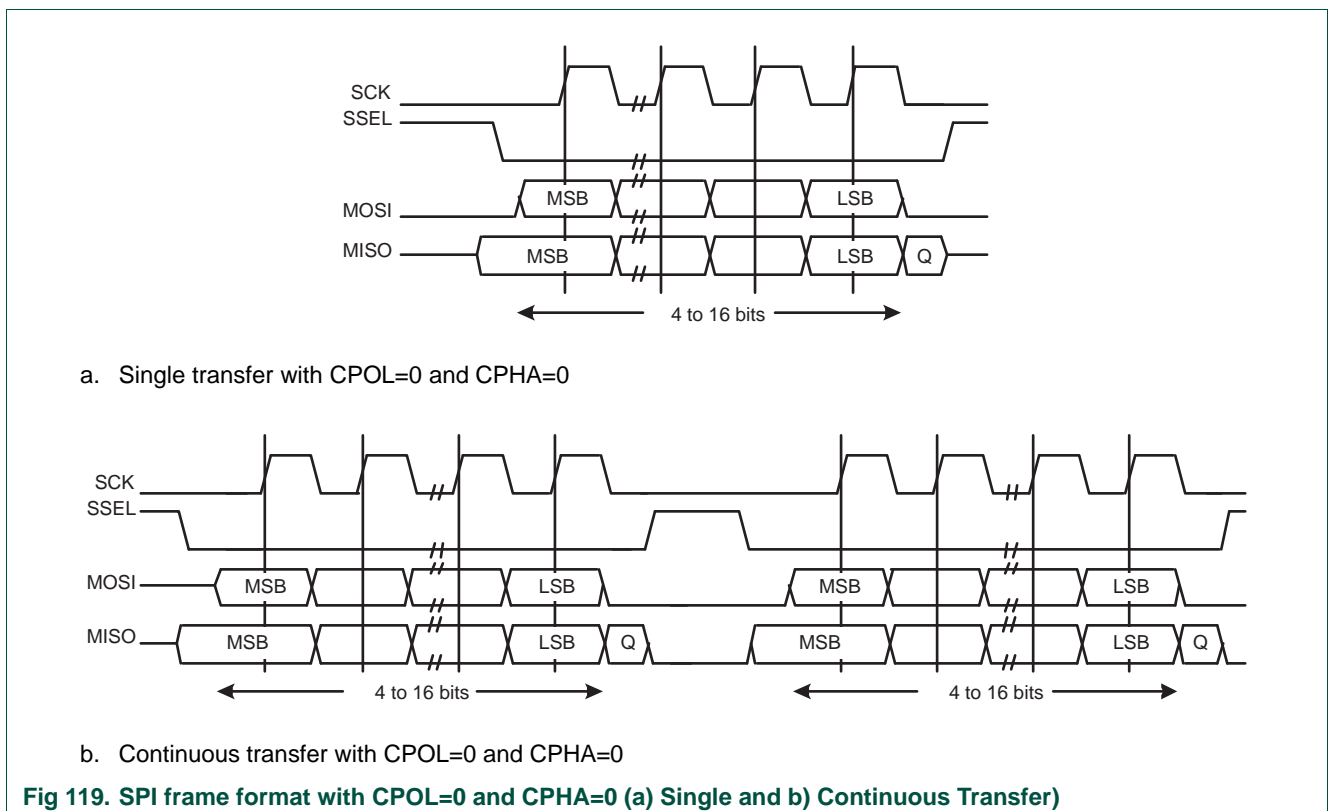 SCK
SSEL
MOSI
MSB
LSB
MISO
MSB
LSB
Q
4 to 16 bits
a. Single transfer with CPOL=0 and CPHA=0
SCK
SSEL
MOSI
MSB
LSB
MSB
LSB
MISO
MSB
LSB
Q
MSB
LSB
Q
4 to 16 bits
4 to 16 bits
b. Continuous transfer with CPOL=0 and CPHA=0
Fig 119. SPI frame format with CPOL=0 and CPHA=0 (a) Single and b) Continuous Transfer)